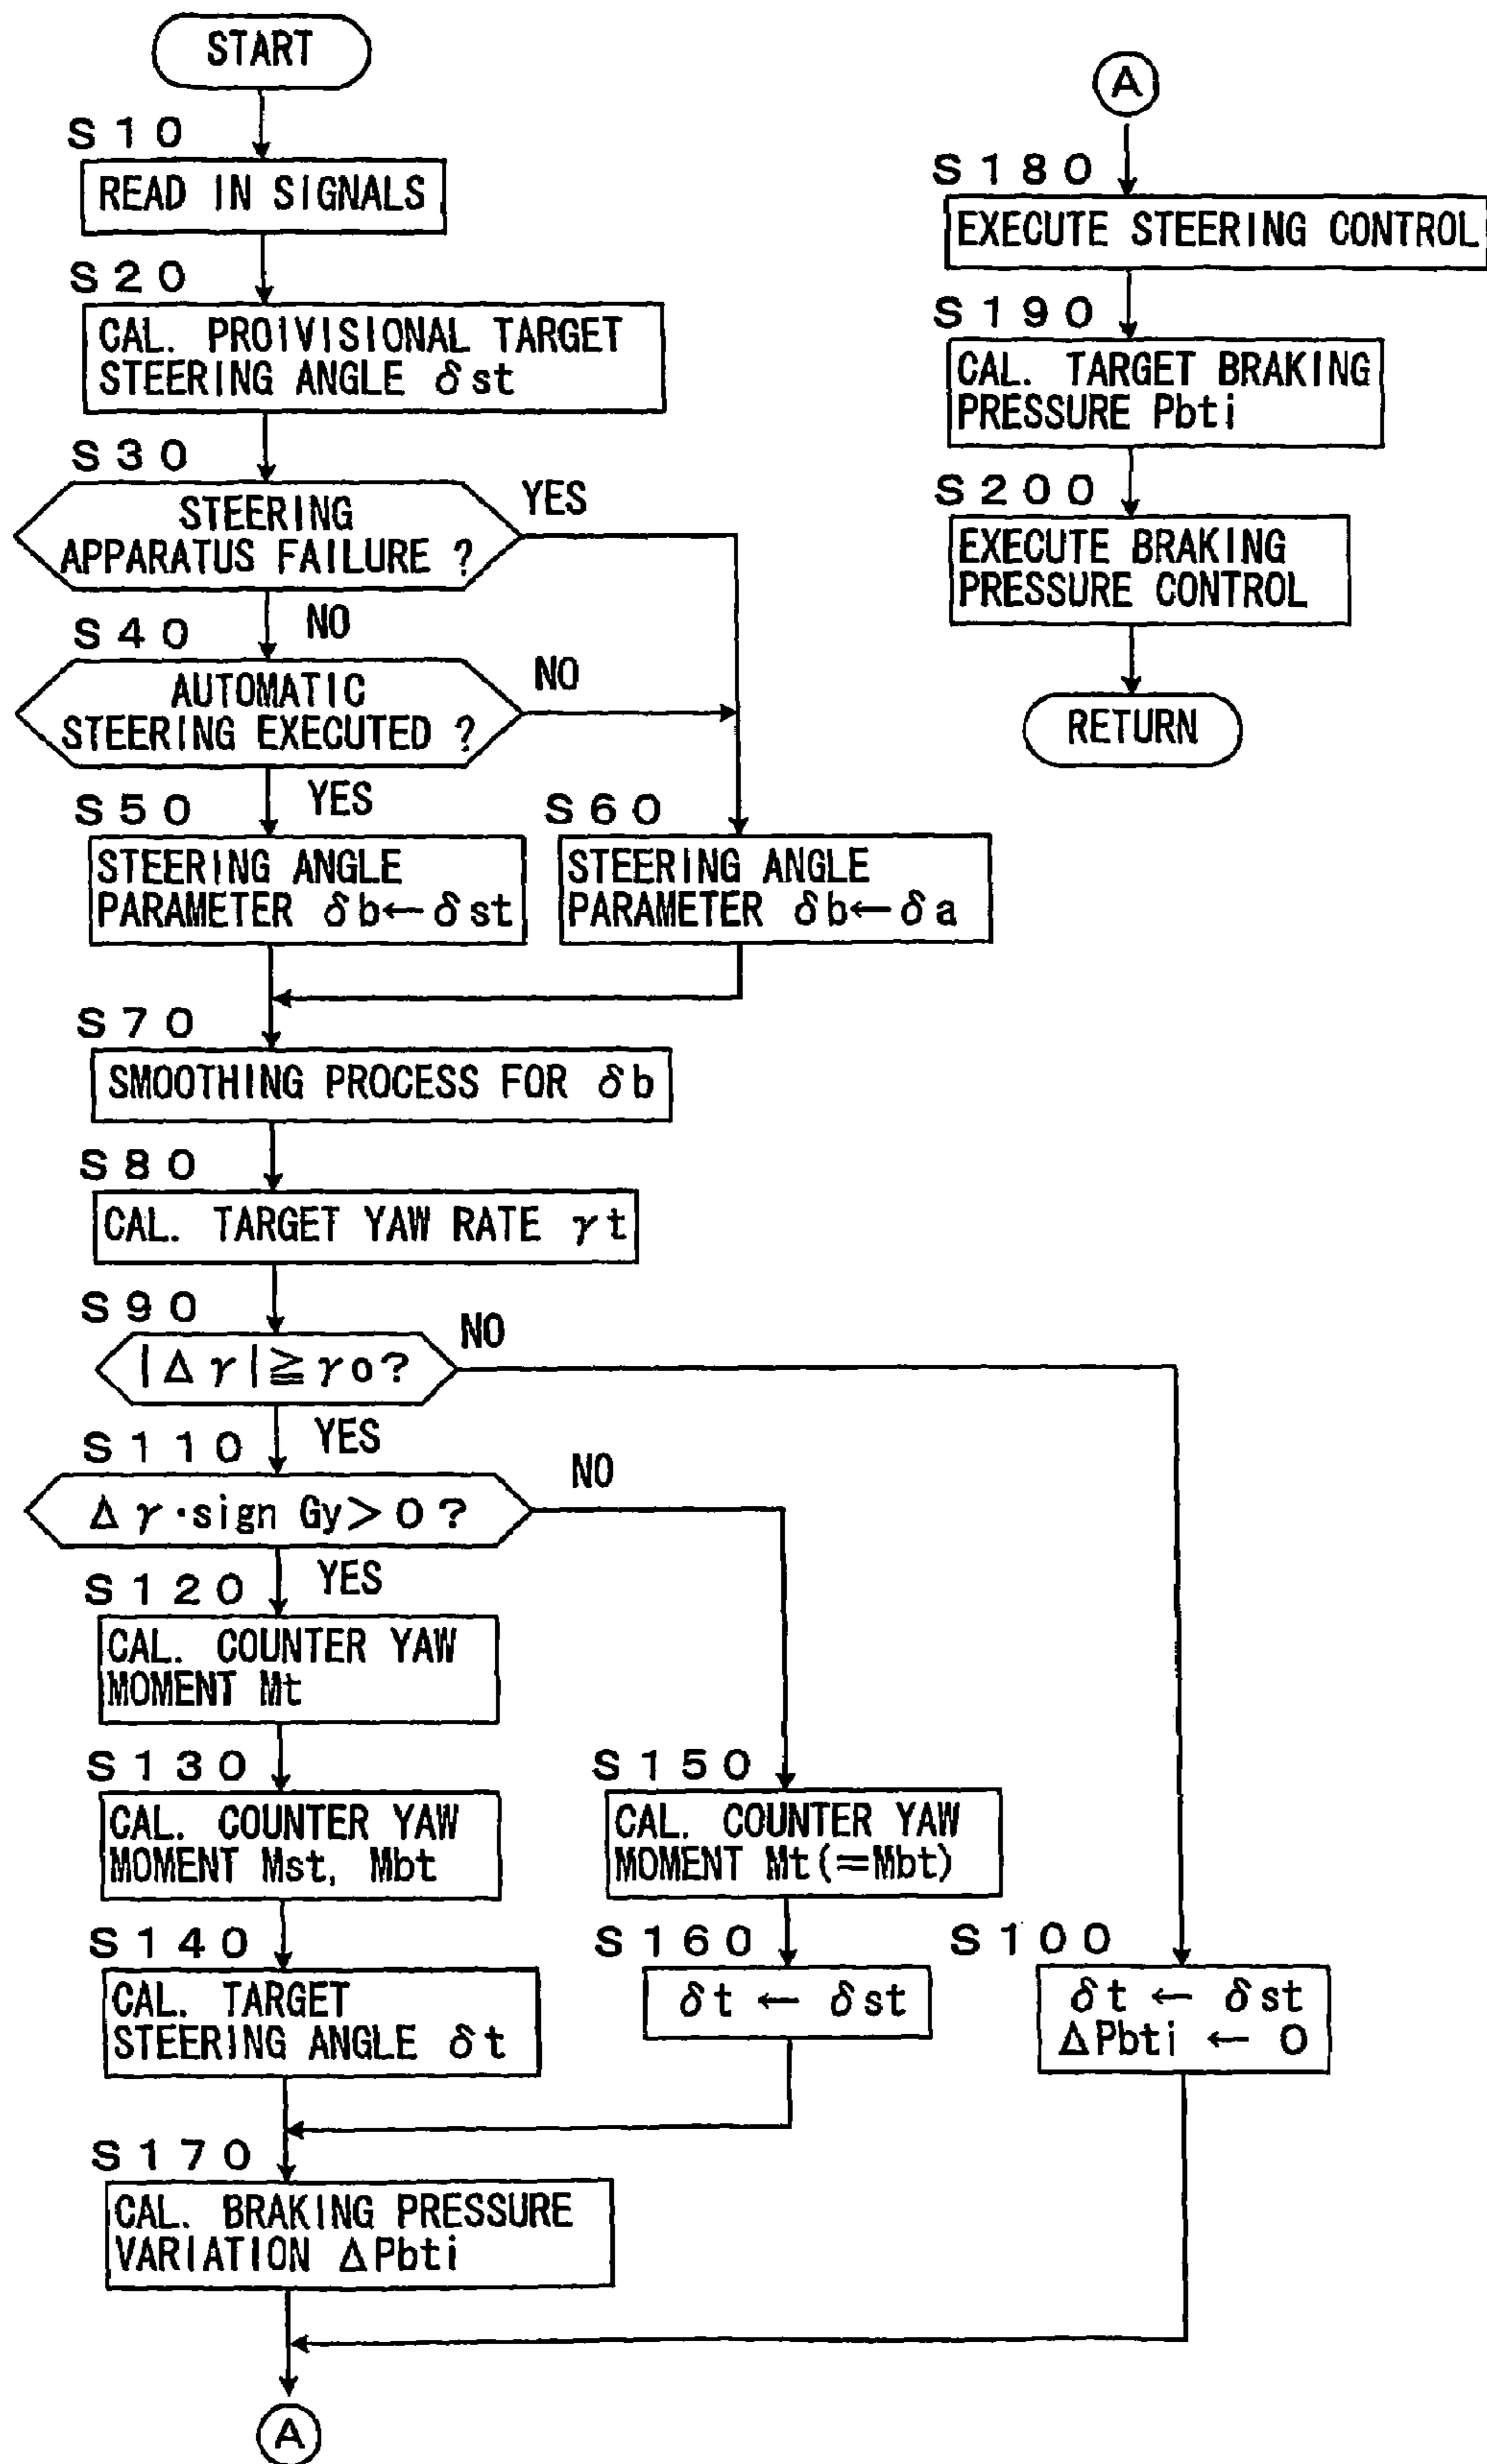 START
S10
READ IN SIGNALS
S20
CAL. PROIVISIONAL TARGET
STEERING ANGLE δst
S30
STEERING
APPARATUS FAILURE ?
YES
NO
S40
AUTOMATIC
STEERING EXECUTED ?
NO
YES
S50
STEERING ANGLE
PARAMETER δb←δst
S60
STEERING ANGLE
PARAMETER δb←δa
S70
SMOOTHING PROCESS FOR δb
S80
CAL. TARGET YAW RATE γt
S90
|Δγ|≧γo?
NO
YES
S110
Δγ·sign Gy>0?
NO
YES
S120
CAL. COUNTER YAW
MOMENT Mt
S130
CAL. COUNTER YAW
MOMENT Mst, Mbt
S140
CAL. TARGET
STEERING ANGLE δt
S150
CAL. COUNTER YAW
MOMENT Mt(=Mbt)
S160
δt ← δst
S100
δt ← δst
ΔPbti ← 0
S170
CAL. BRAKING PRESSURE
VARIATION ΔPbti
A
A
S180
EXECUTE STEERING CONTROL
S190
CAL. TARGET BRAKING
PRESSURE Pbti
S200
EXECUTE BRAKING
PRESSURE CONTROL
RETURN